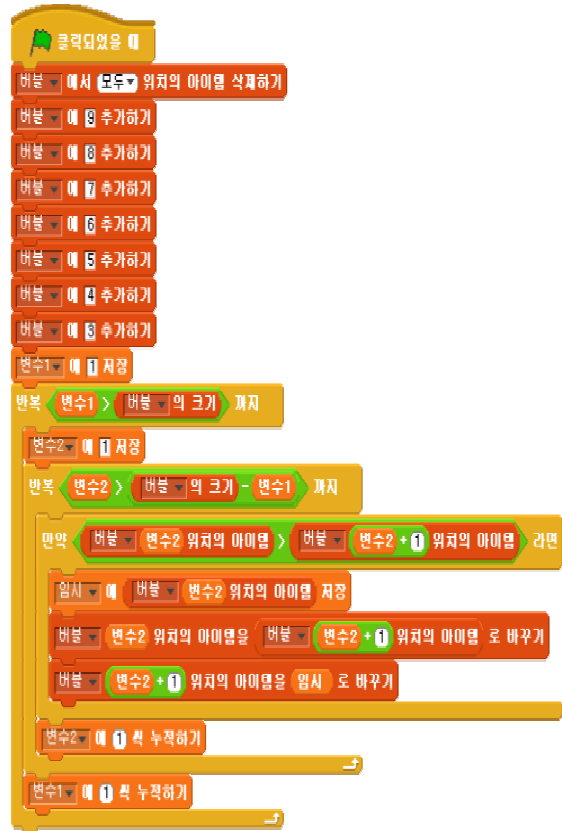 클릭되었을 때
버블 에서 모두 위치의 아이템 삭제하기
버블 에 9 추가하기
버블 에 8 추가하기
버블 에 7 추가하기
버블 에 6 추가하기
버블 에 5 추가하기
버블 에 4 추가하기
버블 에 3 추가하기
변수1 에 1 저장
반복 변수1 > 버블 의 크기 까지
변수2 에 1 저장
반복 변수2 > 버블 의 크기 - 변수1 까지
만약 버블 변수2 위치의 아이템 > 버블 변수2 + 1 위치의 아이템 라면
임시 에 버블 변수2 위치의 아이템 저장
버블 변수2 위치의 아이템을 버블 변수2 + 1 위치의 아이템 로 바꾸기
버블 변수2 + 1 위치의 아이템을 임시 로 바꾸기
변수2 에 1 씩 누적하기
변수1 에 1 씩 누적하기